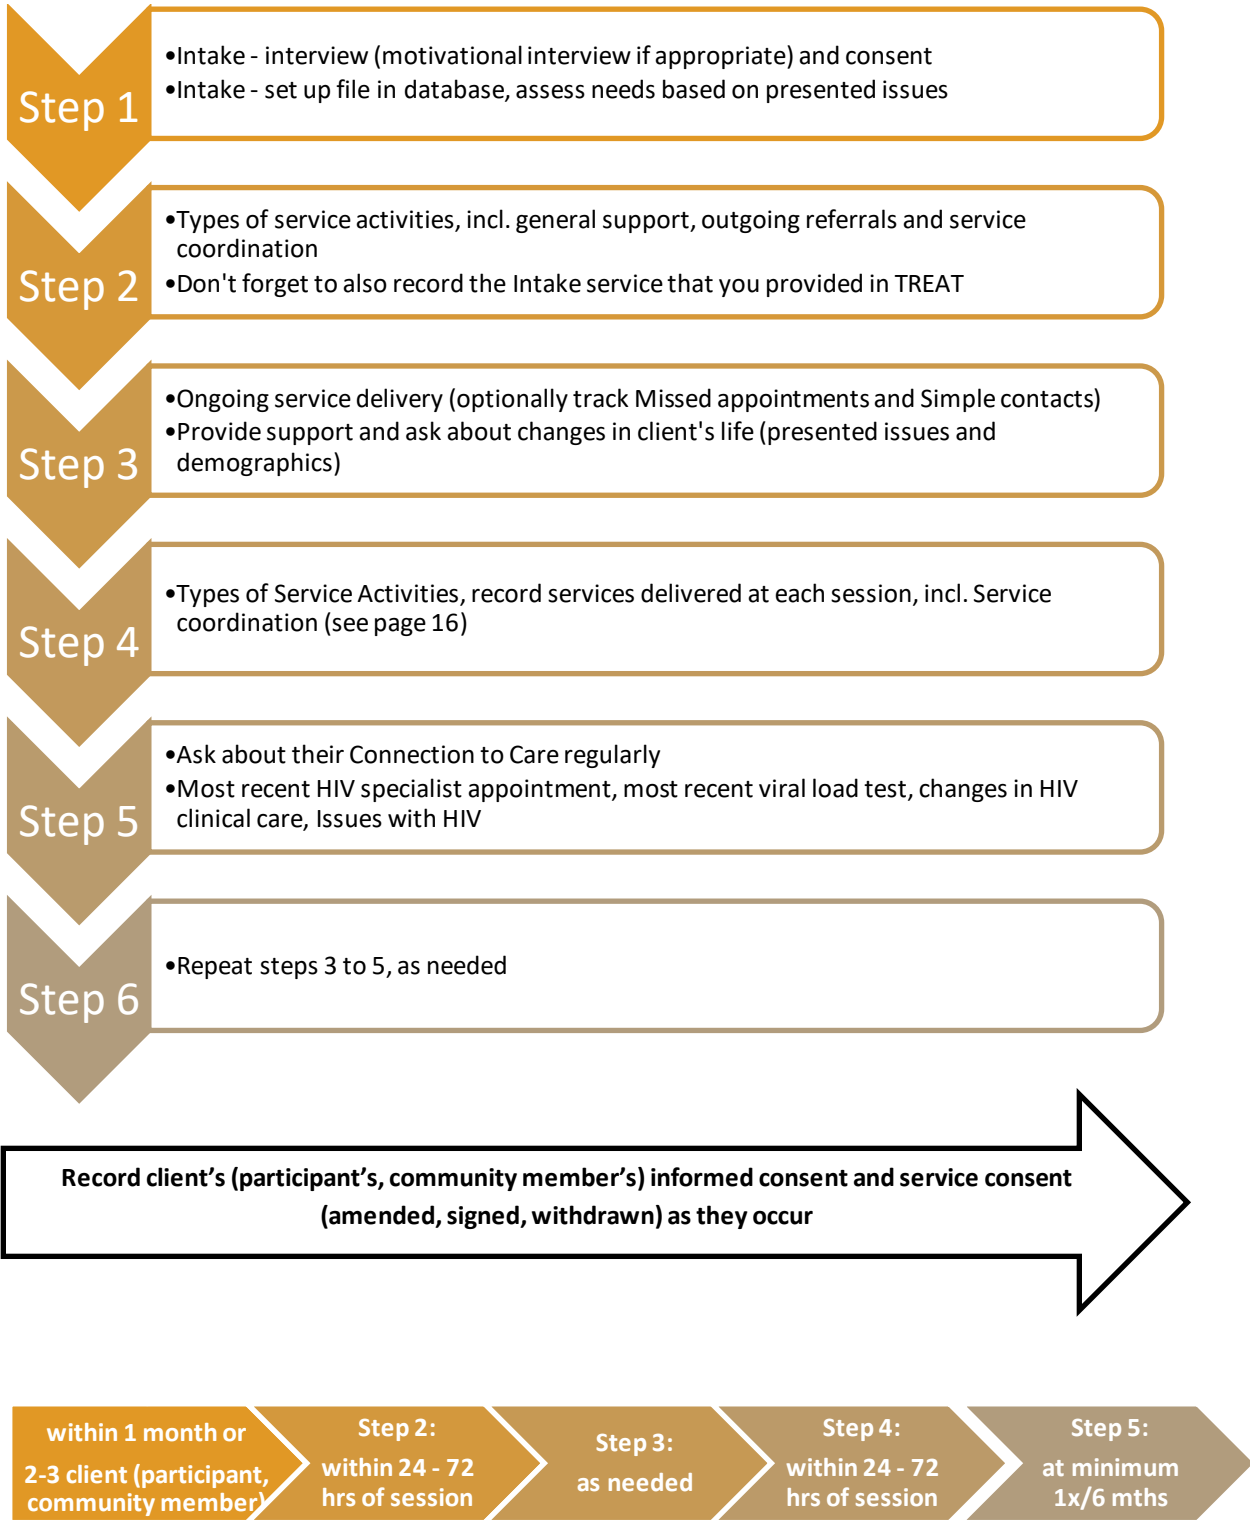 Step 1
•Intake - interview (motivational interview if appropriate) and consent
•Intake - set up file in database, assess needs based on presented issues
Step 2
•Types of service activities, incl. general support, outgoing referrals and service
coordination
•Don't forget to also record the Intake service that you provided in TREAT
Step 3
•Ongoing service delivery (optionally track Missed appointments and Simple contacts)
•Provide support and ask about changes in client's life (presented issues and
demographics)
Step 4
•Types of Service Activities, record services delivered at each session, incl. Service
coordination (see page 16)
Step 5
•Ask about their Connection to Care regularly
•Most recent HIV specialist appointment, most recent viral load test, changes in HIV
clinical care, Issues with HIV
Step 6
•Repeat steps 3 to 5, as needed
Record client’s (participant’s, community member’s) informed consent and service consent
(amended, signed, withdrawn) as they occur
within 1 month or
2-3 client (participant,
community member)
Step 2:
within 24 - 72
hrs of session
Step 3:
as needed
Step 4:
within 24 - 72
hrs of session
Step 5:
at minimum
1x/6 mths